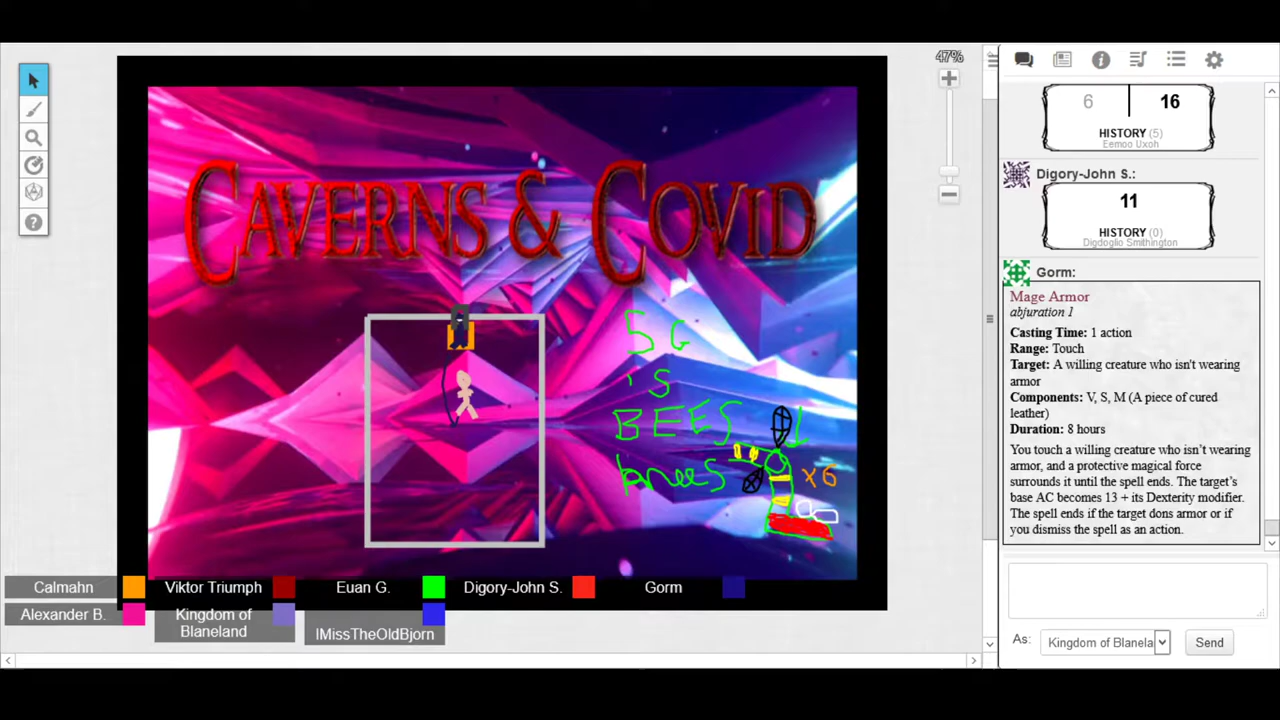 47%
CAVERNS & COVID
5G
'S
BEES
knees
x6
Calmahn
Viktor Triumph
Euan G.
Digory-John S.
Gorm
Alexander B.
Kingdom of
Blaneland
IMissTheOldBjorn
6 16
HISTORY (5)
Eemoo Uxoh
Digory-John S.:
11
HISTORY (0)
Digdoglio Smithington
Gorm:
Mage Armor
abjuration 1
Casting Time: 1 action
Range: Touch
Target: A willing creature who isn't wearing
armor
Components: V, S, M (A piece of cured
leather)
Duration: 8 hours
You touch a willing creature who isn't wearing
armor, and a protective magical force
surrounds it until the spell ends. The target's
base AC becomes 13 + its Dexterity modifier.
The spell ends if the target dons armor or if
you dismiss the spell as an action.
As: Kingdom of Blanela Send